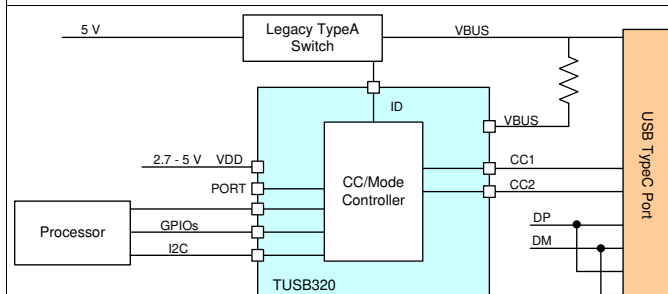 5 V
Legacy TypeA
Switch
VBUS
ID
VBUS
2.7 - 5 V VDD
CC1
PORT
CC/Mode
Controller
CC2
Processor
GPIOs
I2C
DP
DM
USB TypeC Port
TUSB320